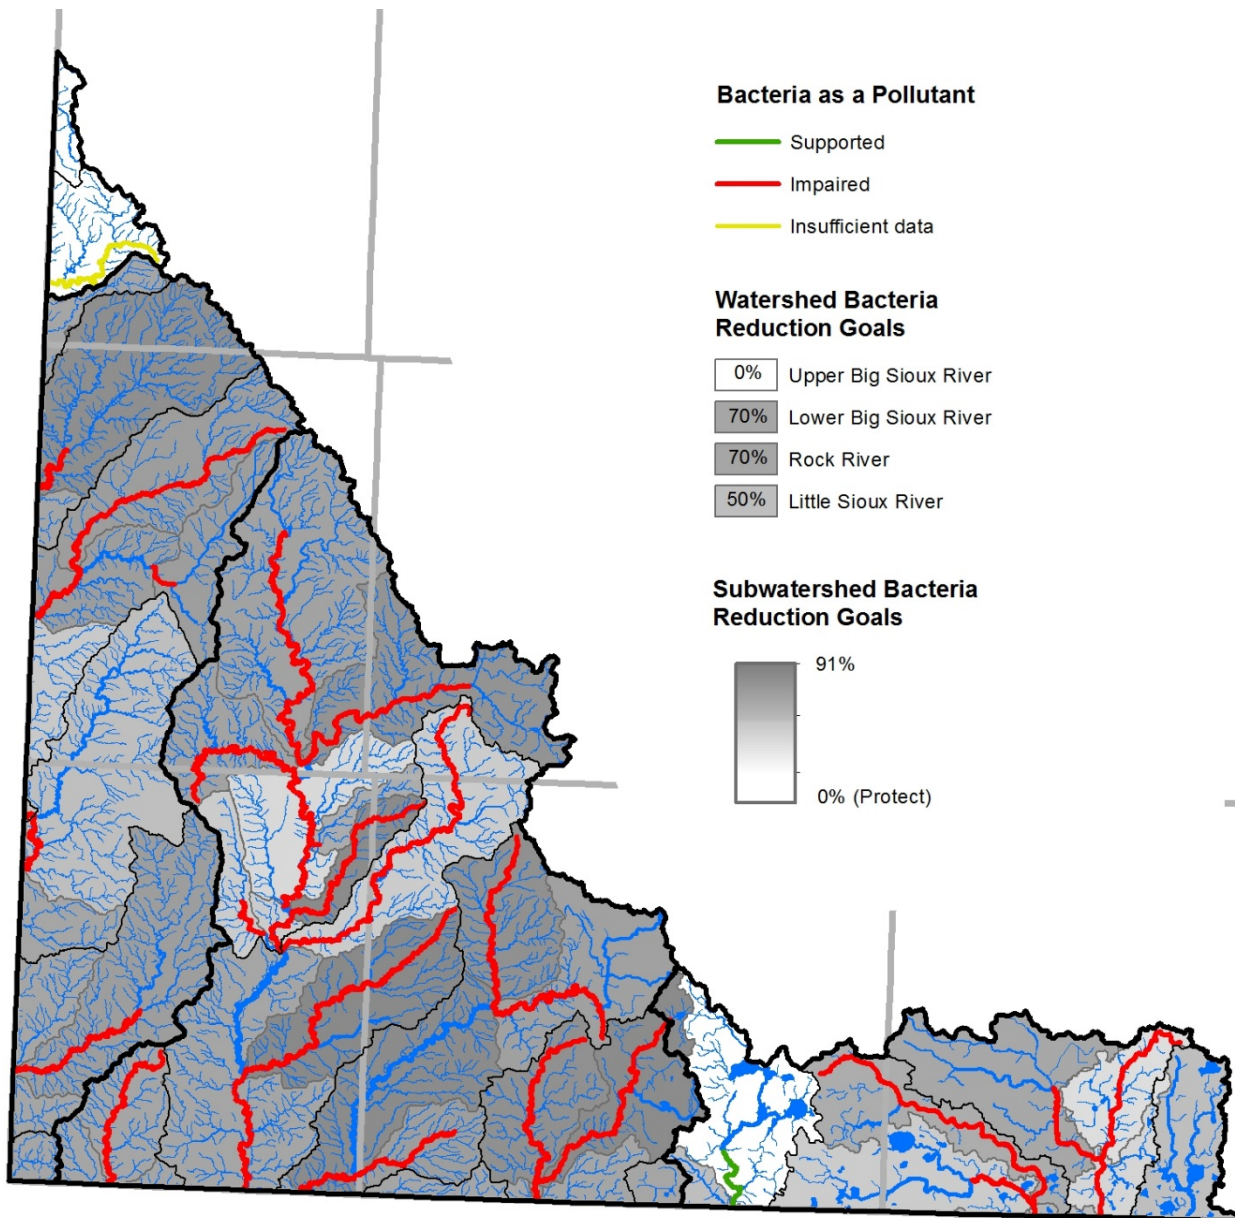 Bacteria as a Pollutant
Supported
Impaired
Insufficient data
Watershed Bacteria
Reduction Goals
0% Upper Big Sioux River
70% Lower Big Sioux River
70% Rock River
50% Little Sioux River
Subwatershed Bacteria
Reduction Goals
91%
0% (Protect)